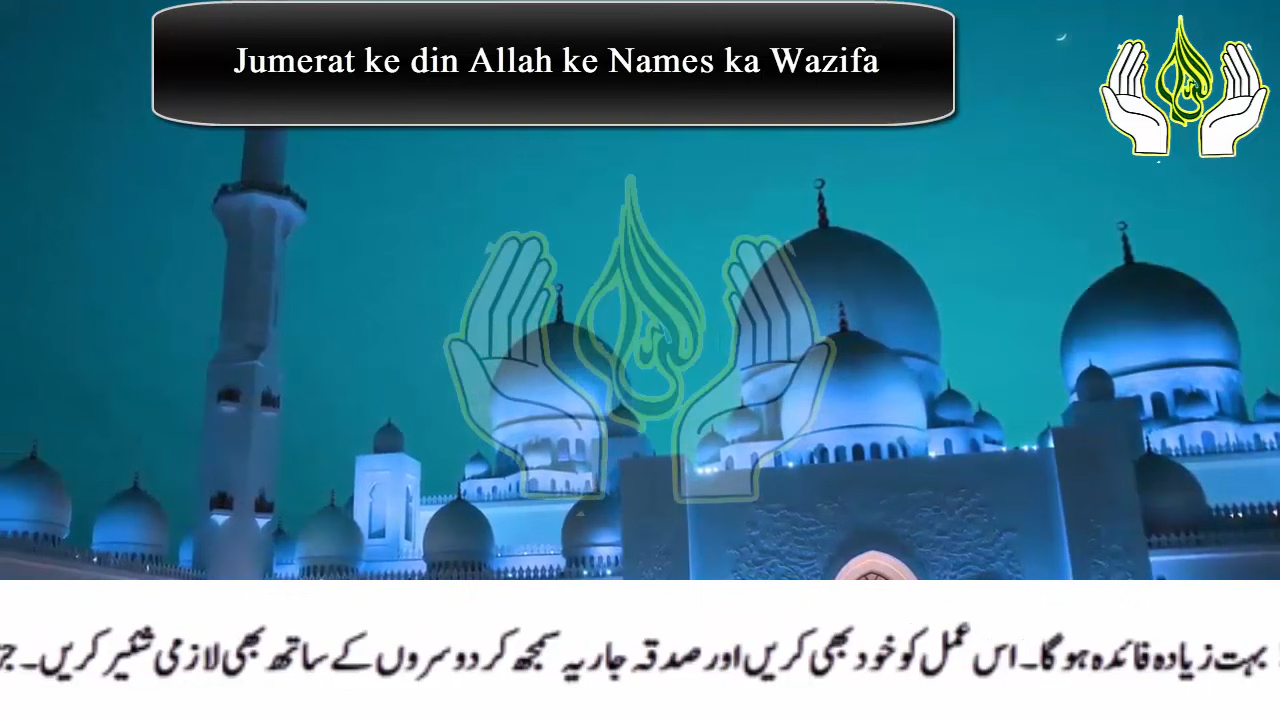 Jumerat ke din Allah ke Names ka Wazifa
بہت زیادہ فائدہ ہوگا۔ اس عمل کو خود بھی کریں اور صدقہ جاریہ سمجھ کر دوسروں کے ساتھ بھی لازمی شئیر کریں۔